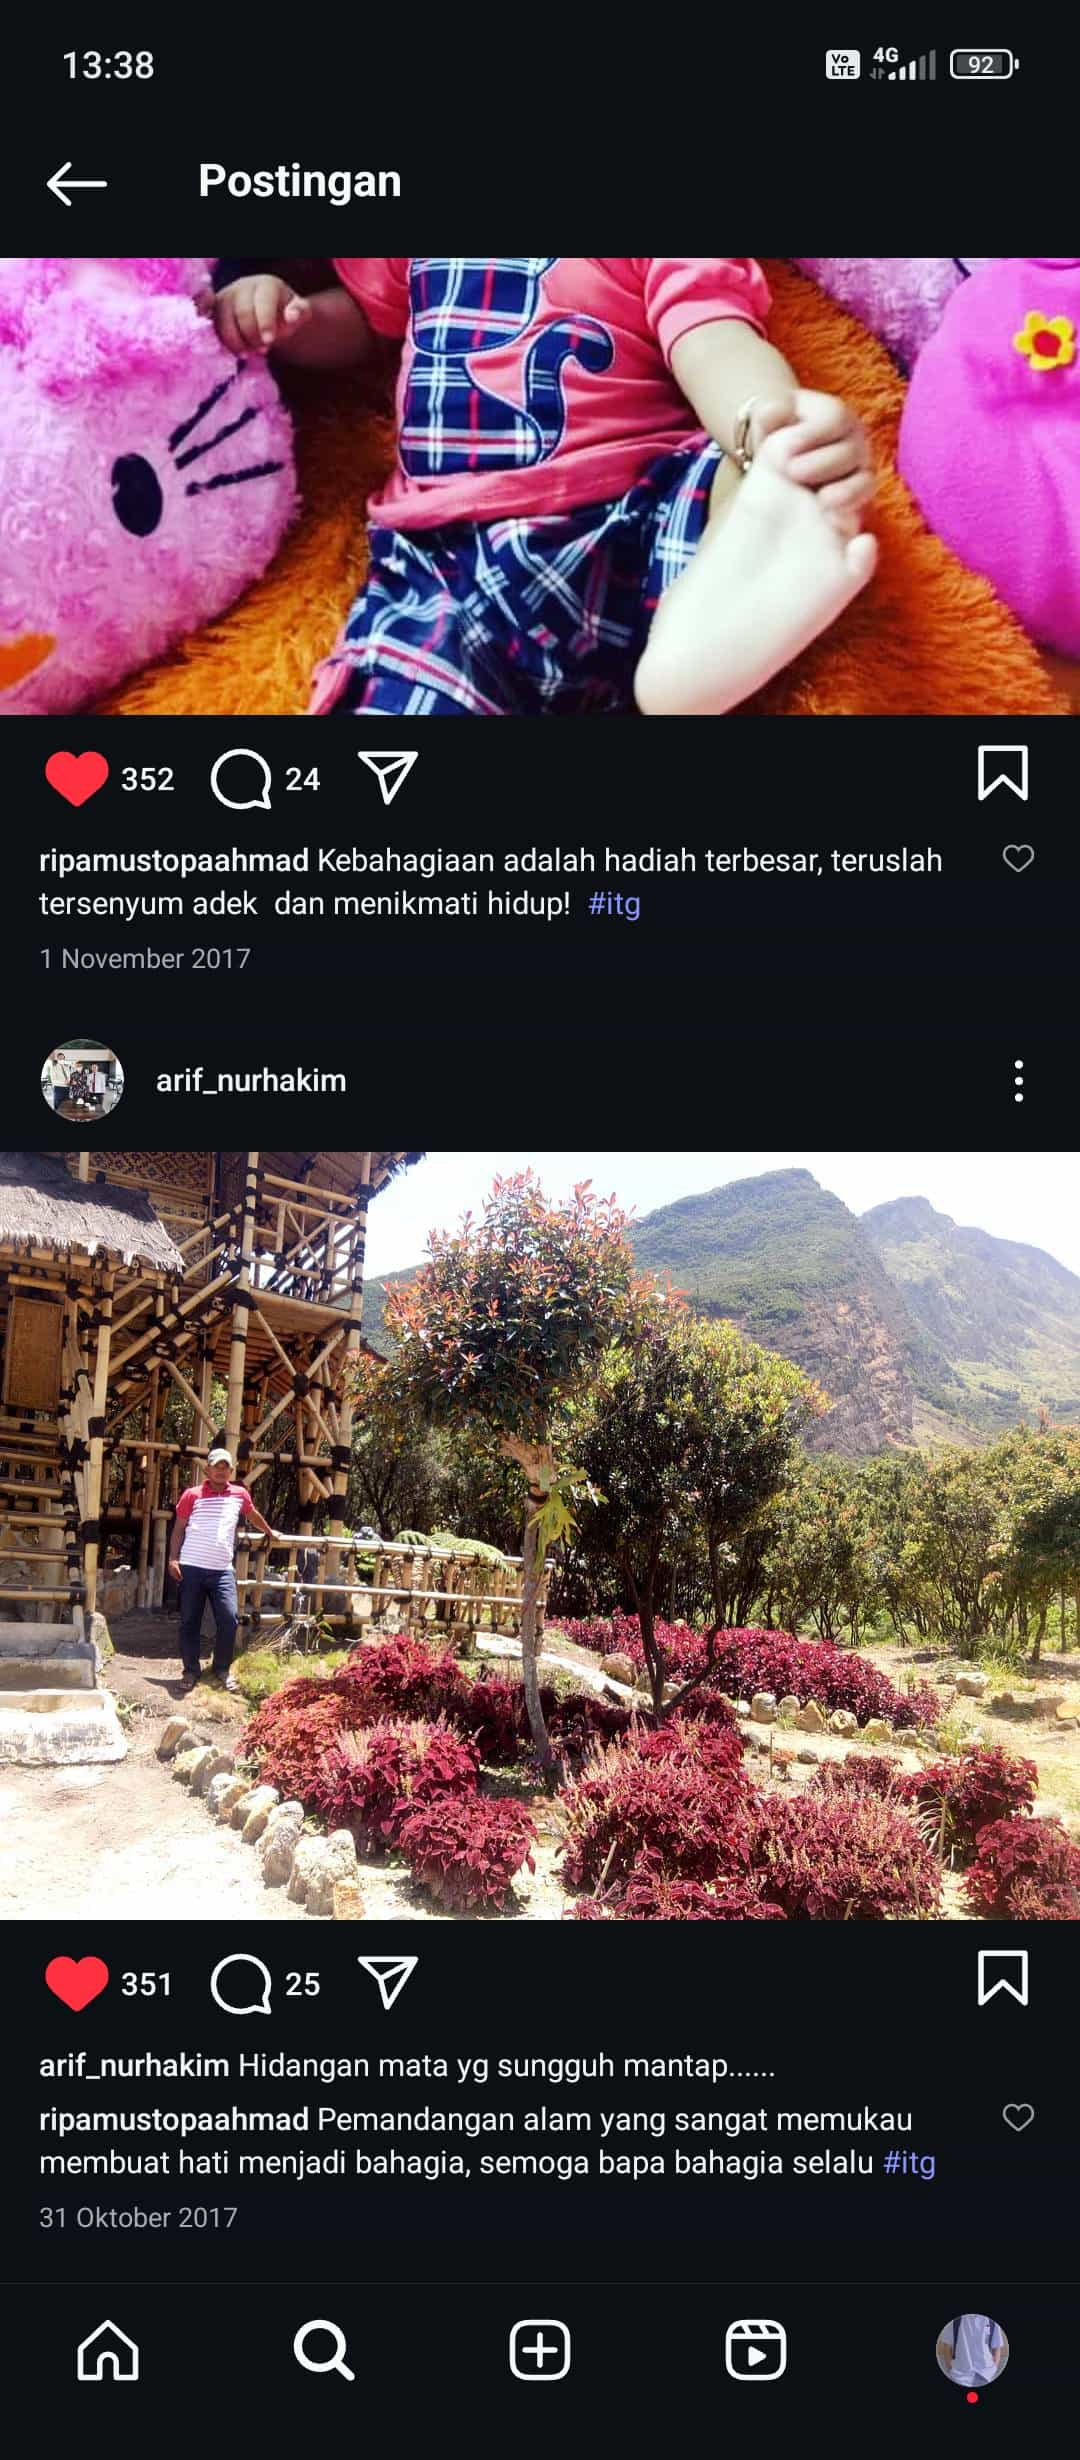 13:38
Vo LTE
4G
92
Postingan
352
24
ripamustopaahmad Kebahagiaan adalah hadiah terbesar, teruslah
tersenyum adek  dan menikmati hidup!  #itg
1 November 2017
arif_nurhakim
351
25
arif_nurhakim Hidangan mata yg sungguh mantap......
ripamustopaahmad Pemandangan alam yang sangat memukau
membuat hati menjadi bahagia, semoga bapa bahagia selalu #itg
31 Oktober 2017